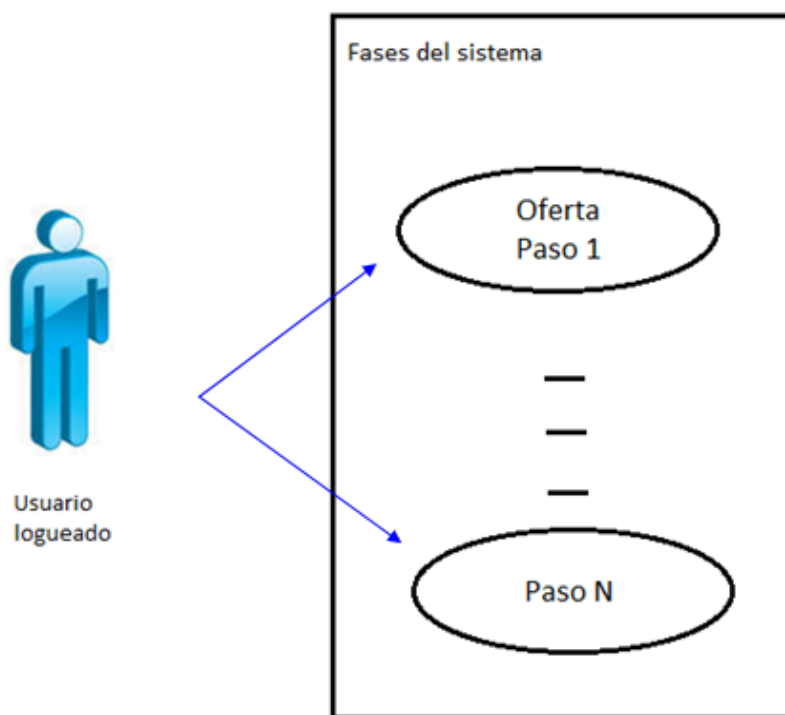 Fases del sistema
Oferta
Paso 1
Usuario
logueado
Paso N